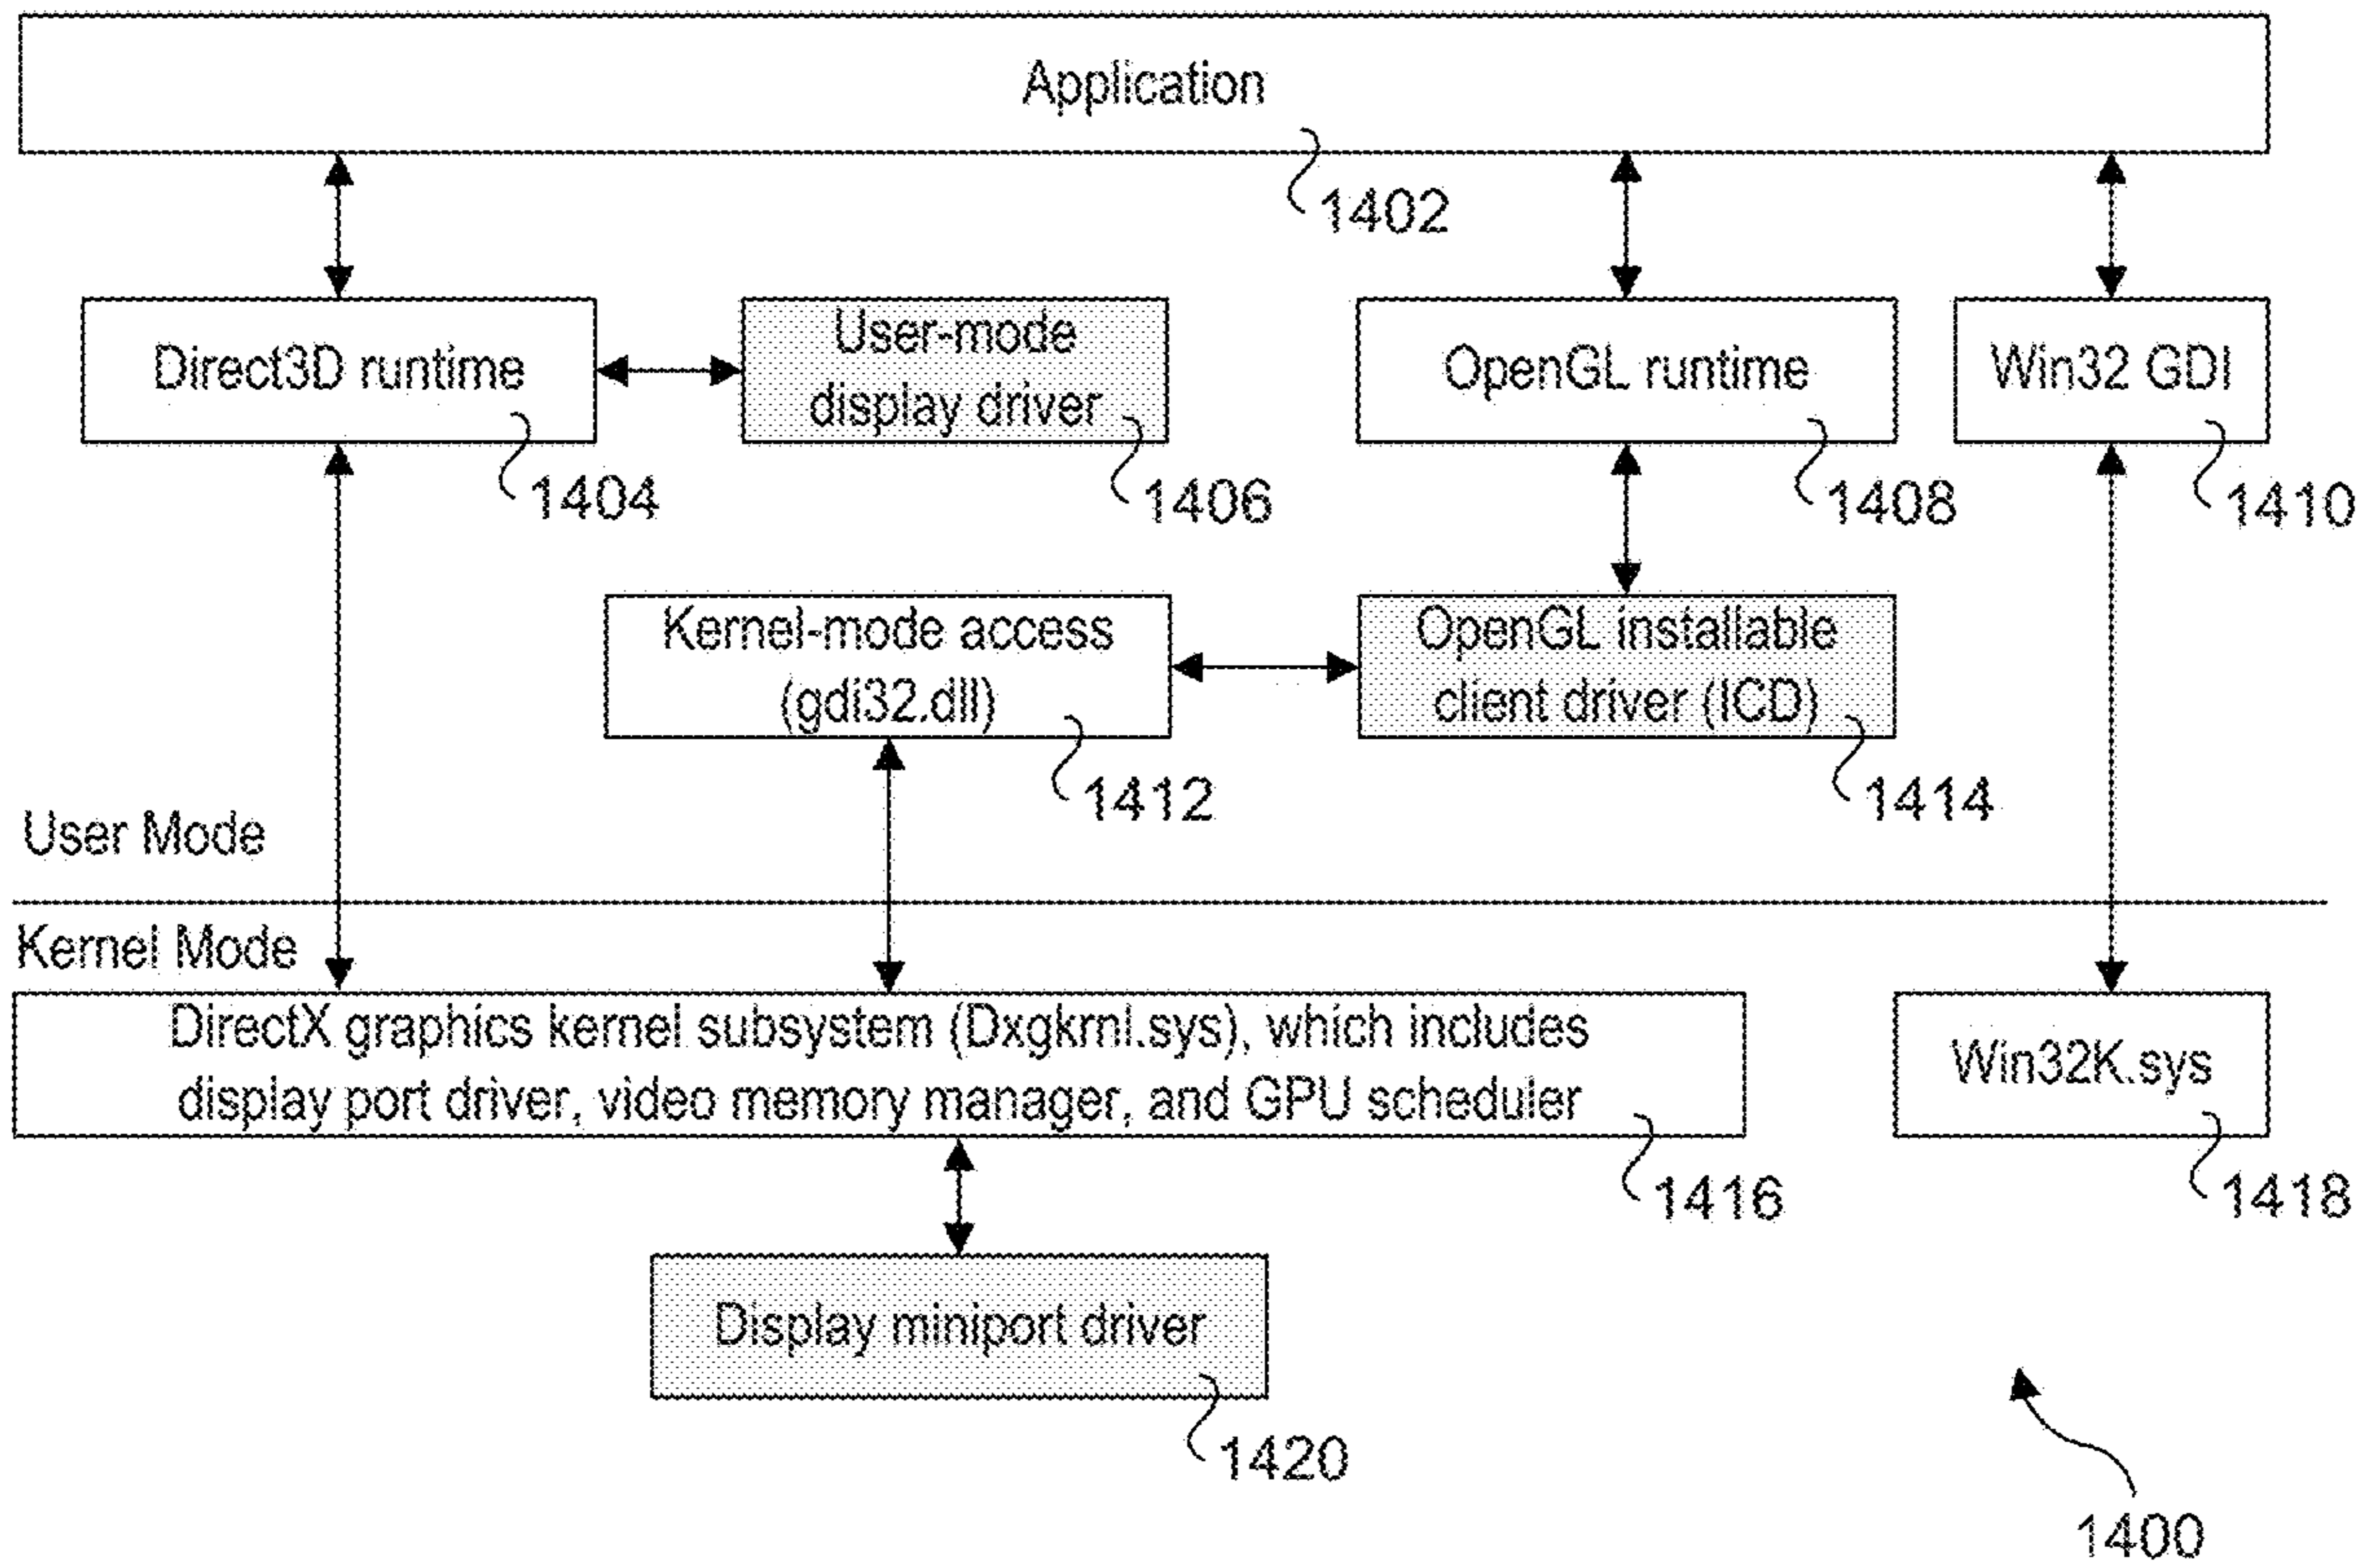 Application
1402
Direct3D runtime
1404
User-mode
display driver
1406
OpenGL runtime
1408
Win32 GDI
1410
Kernel-mode access
(gdi32.dll)
1412
OpenGL installable
client driver (ICD)
1414
User Mode
Kernel Mode
DirectX graphics kernel subsystem (Dxgkrnl.sys), which includes
display port driver, video memory manager, and GPU scheduler
1416
Win32K.sys
1418
Display miniport driver
1420
1400